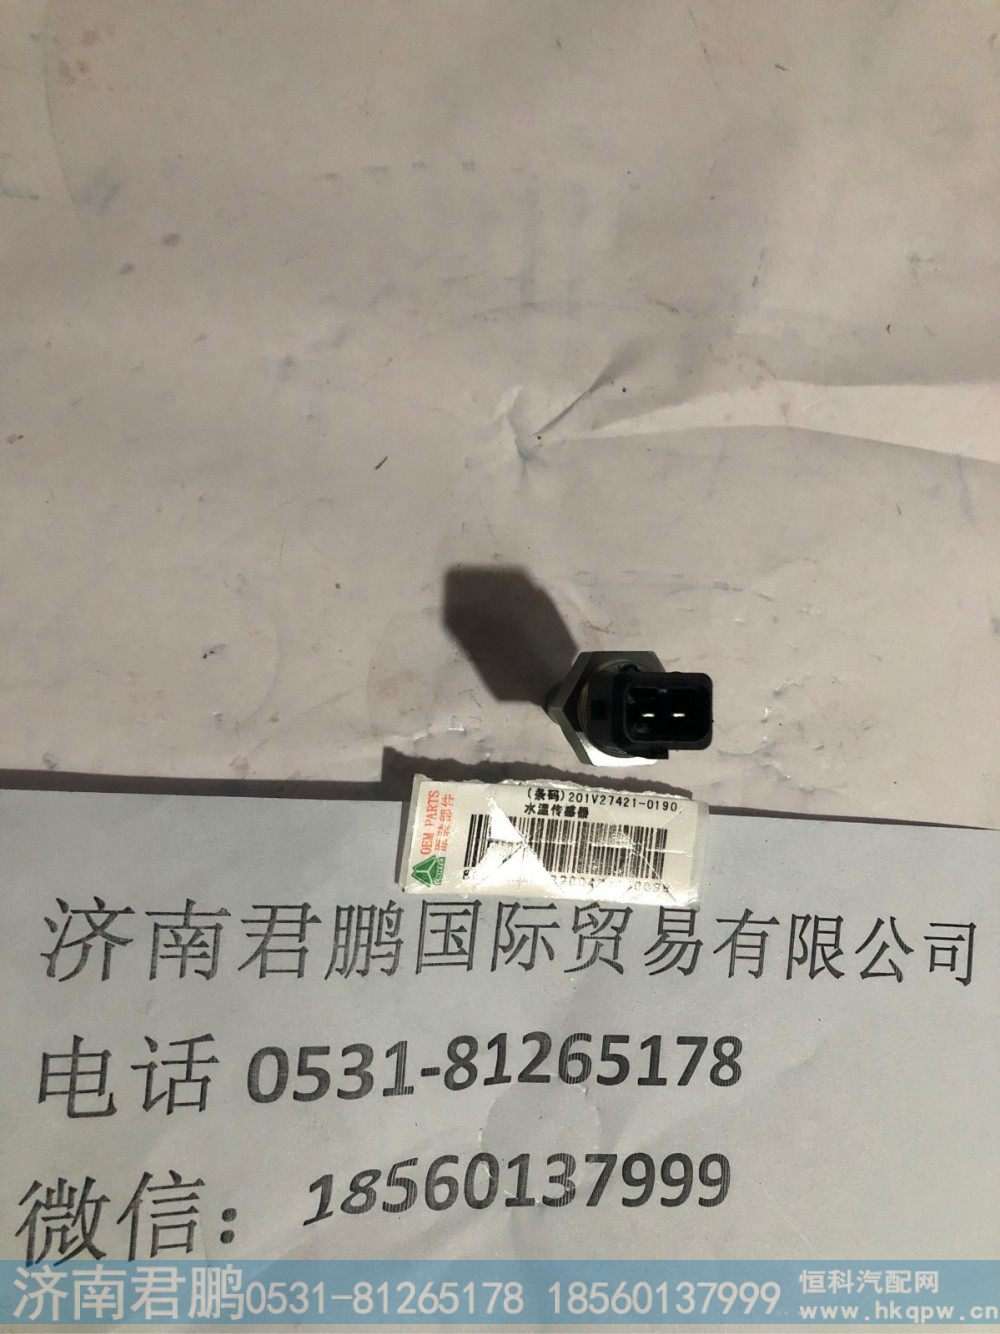 (条码)201V27421-0190
水温传感器
OEM PARTS
济南君鹏国际贸易有限公司
电话 0531-81265178
微信: 18560137999
济南君鹏0531-81265178 18560137999
恒科汽配网
www.hkqpw.cn